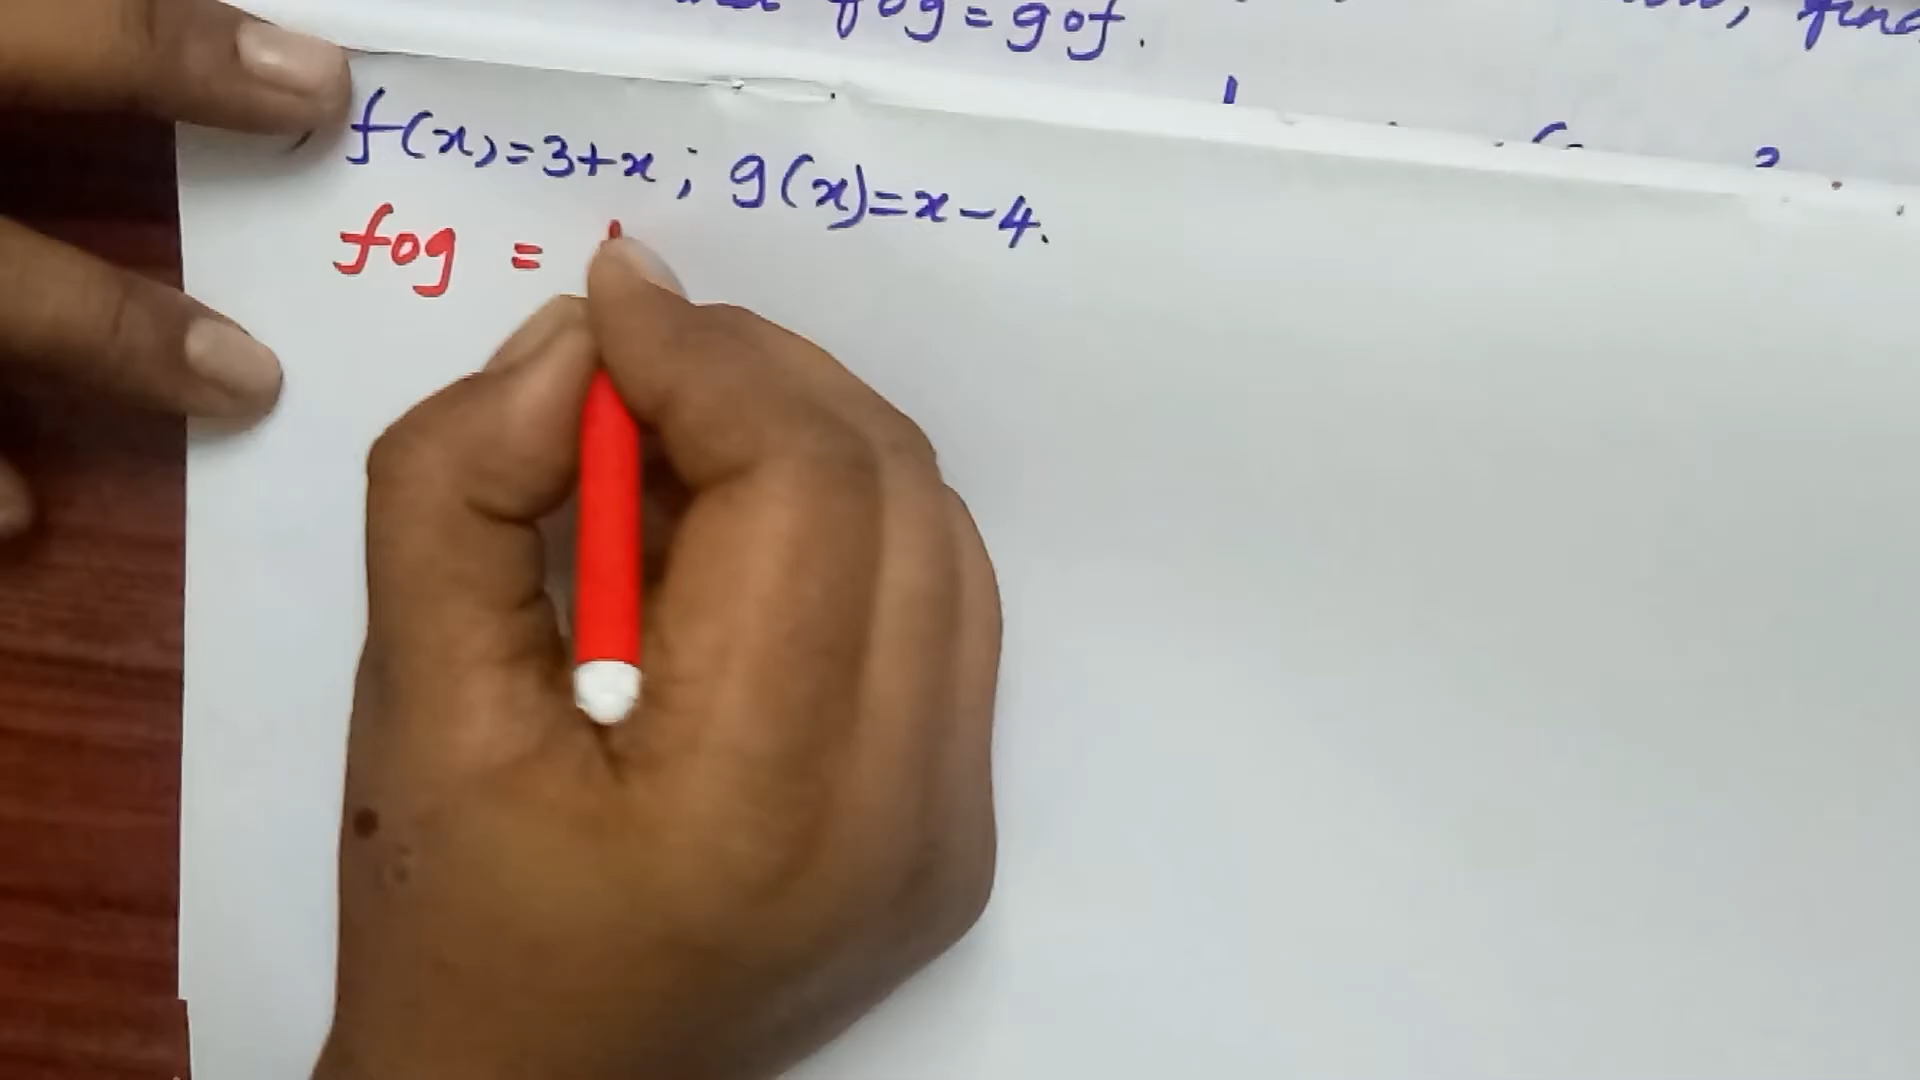 fog = gof.
f(x)=3+x; g(x)=x-4.
fog =